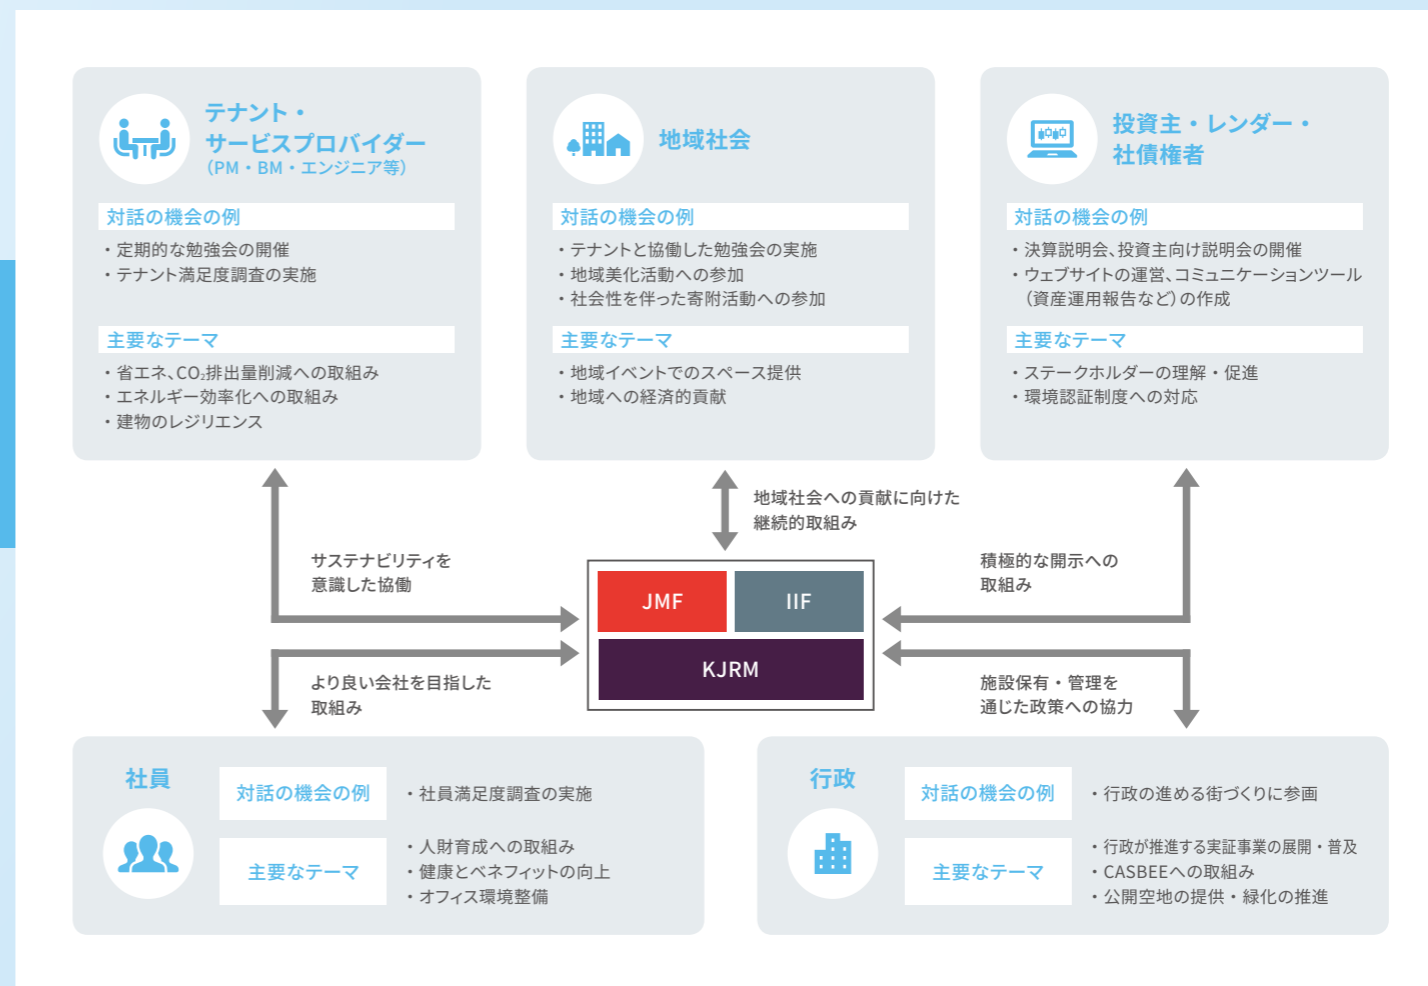 テナント・
サービスプロバイダー
（PM・BM・エンジニア等）
対話の機会の例
・定期的な勉強会の開催
・テナント満足度調査の実施
主要なテーマ
・省エネ、CO₂排出量削減への取組み
・エネルギー効率化への取組み
・建物のレジリエンス
地域社会
対話の機会の例
・テナントと協働した勉強会の実施
・地域美化活動への参加
・社会性を伴った寄附活動への参加
主要なテーマ
・地域イベントでのスペース提供
・地域への経済的貢献
投資主・レンダー・
社債権者
対話の機会の例
・決算説明会、投資主向け説明会の開催
・ウェブサイトの運営、コミュニケーションツール
（資産運用報告など）の作成
主要なテーマ
・ステークホルダーの理解・促進
・環境認証制度への対応
サステナビリティを
意識した協働
地域社会への貢献に向けた
継続的取組み
積極的な開示への
取組み
JMF
IIF
KJRM
より良い会社を目指した
取組み
施設保有・管理を
通じた政策への協力
社員
対話の機会の例
・社員満足度調査の実施
主要なテーマ
・人財育成への取組み
・健康とベネフィットの向上
・オフィス環境整備
行政
対話の機会の例
・行政の進める街づくりに参画
主要なテーマ
・行政が推進する実証事業の展開・普及
・CASBEEへの取組み
・公開空地の提供・緑化の推進